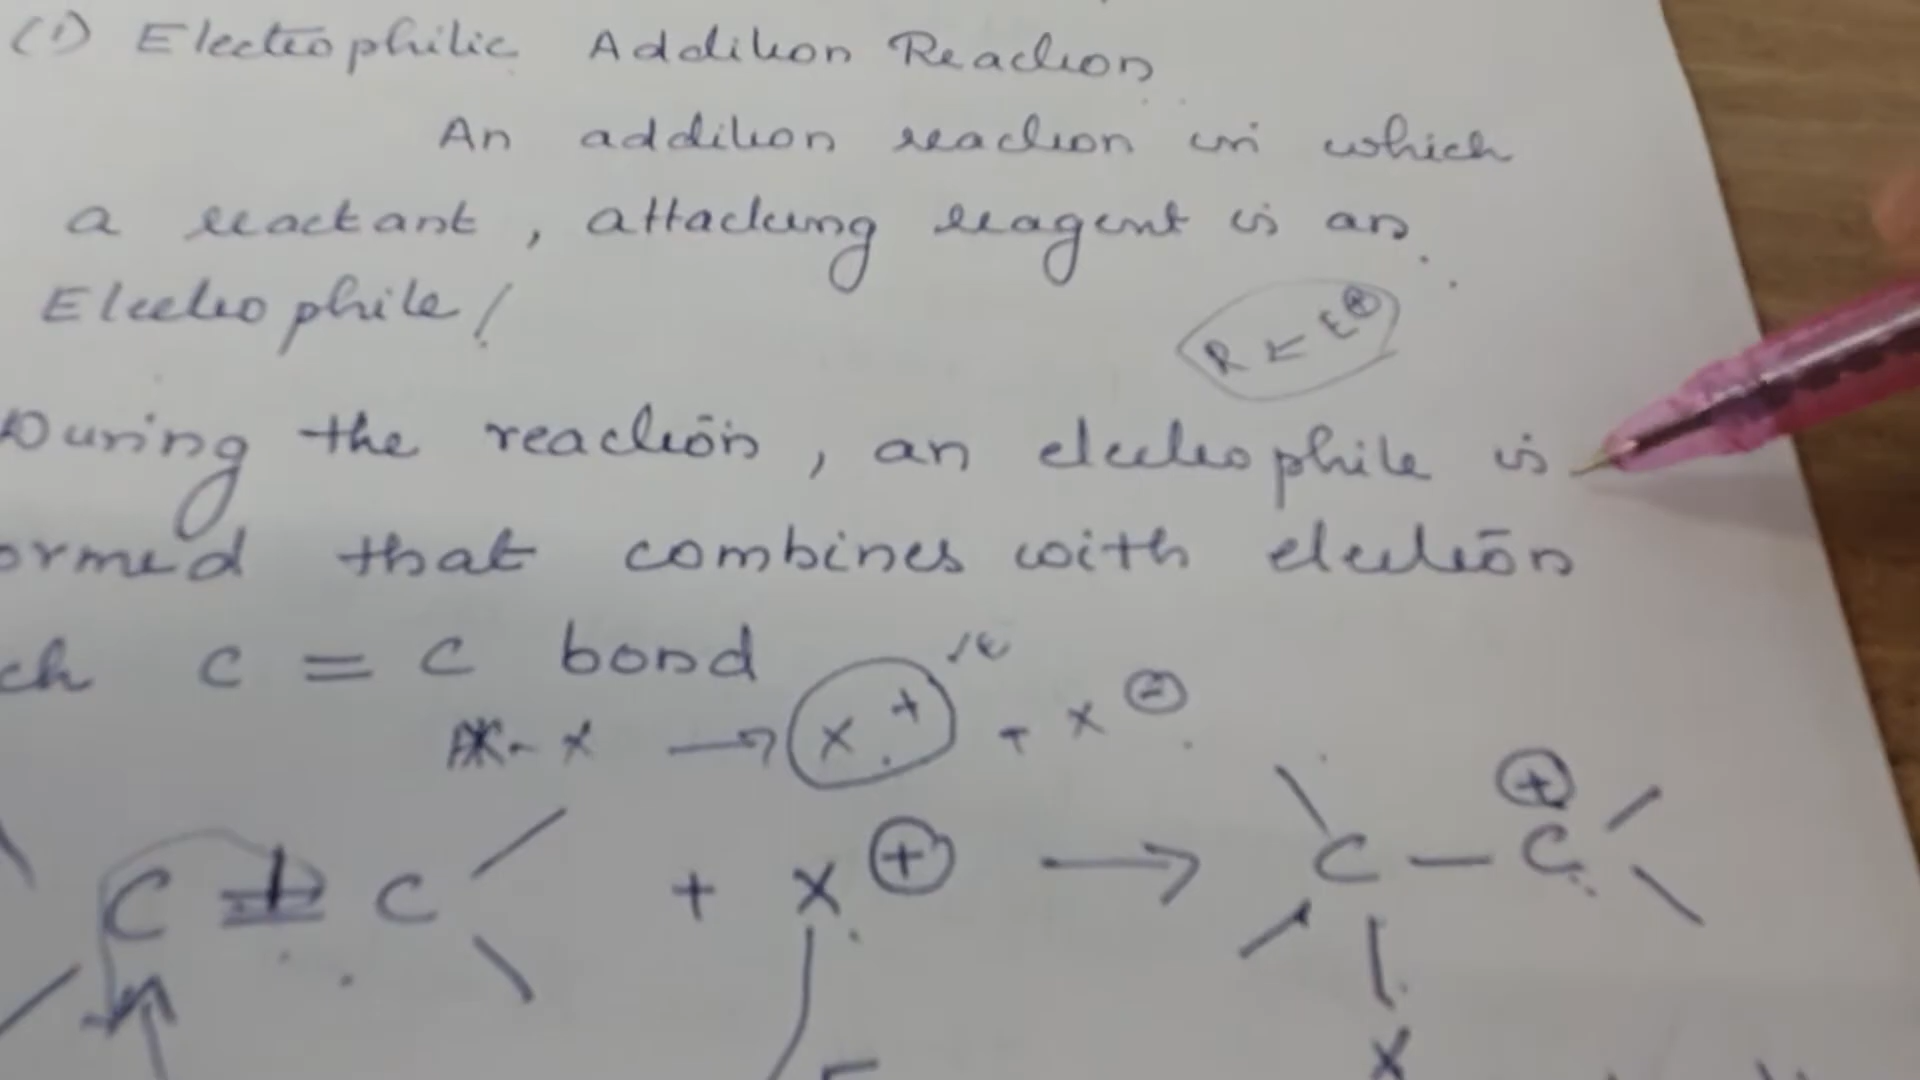 (1) Electrophilic Addition Reaction
An addition reaction in which
a reactant, attacking reagent is an
Electrophile!
R ← E⊕
During the reaction, an electrophile is
ormed that combines with electron
ch C = C bond
- X → X+ + X⊖
C = C + X⊕ → C - C⊕
X